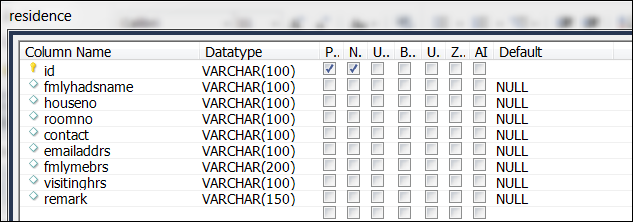 residence
Column Name Datatype P.. N.. U.. B.. U. Z.. AI Default
id VARCHAR(100)
fmlyhadsname VARCHAR(100) NULL
houseno VARCHAR(100) NULL
roomno VARCHAR(100) NULL
contact VARCHAR(100) NULL
emailaddrs VARCHAR(100) NULL
fmlymebrs VARCHAR(200) NULL
visitinghrs VARCHAR(100) NULL
remark VARCHAR(150) NULL